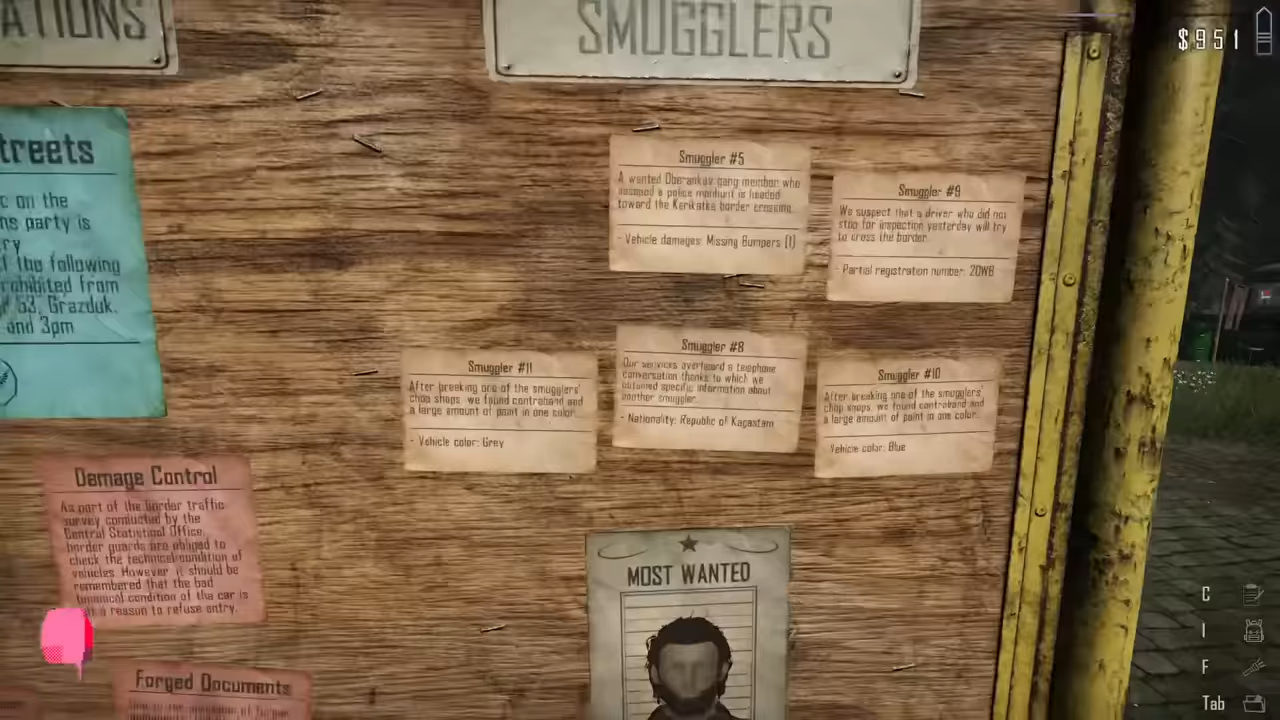 ATIONS
SMUGGLERS
$951
treets
c on the
ns party is
ry
f the following
rohibited from
53, Grazduk.
and 3pm
Smuggler #5
A wanted Oberankov gang member who
escaped a police manhunt is headed
toward the Karikatka border crossing.
- Vehicle damages: Missing Bumpers (1)
Smuggler #9
We suspect that a driver who did not
stop for inspection yesterday will try
to cross the border.
- Partial registration number: 20WB
Smuggler #11
After breaking one of the smugglers'
chop shops, we found contraband and
a large amount of paint in one color.
- Vehicle color: Grey
Smuggler #8
Our services overheard a telephone
conversation thanks to which we
obtained specific information about
another smuggler.
- Nationality: Republic of Kagastam
Smuggler #10
After breaking one of the smugglers'
chop shops, we found contraband and
a large amount of paint in one color.
Vehicle color: Blue
Damage Control
As part of the border traffic
survey conducted by the
Central Statistical Office,
border guards are obliged to
check the technical condition of
vehicles. However it should be
remembered that the bad
technical condition of the car is
a reason to refuse entry.
MOST WANTED
Forged Documents
C
I
F
Tab